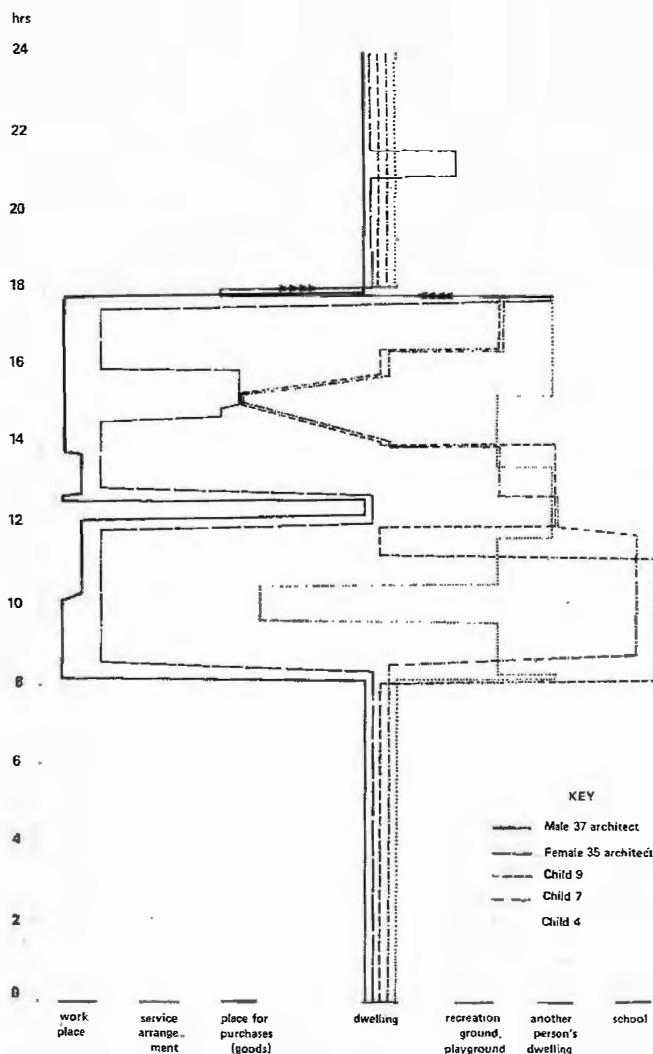 hrs
24
22
20
18
16
14
12
10
8
6
4
2
0
KEY
Male 37 architect
Female 35 architect
Child 9
Child 7
Child 4
work
place
service
arrange-
ment
place for
purchases
(goods)
dwelling
recreation
ground,
playground
another
person's
dwelling
school